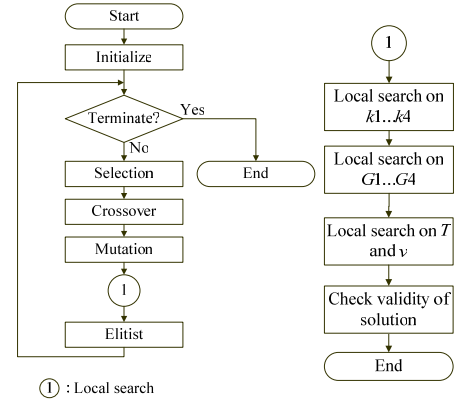 Start
Initialize
Terminate?
Yes
No
Selection
End
Crossover
Mutation
1
Elitist
1 : Local search
1
Local search on
k1...k4
Local search on
G1...G4
Local search on T
and v
Check validity of
solution
End